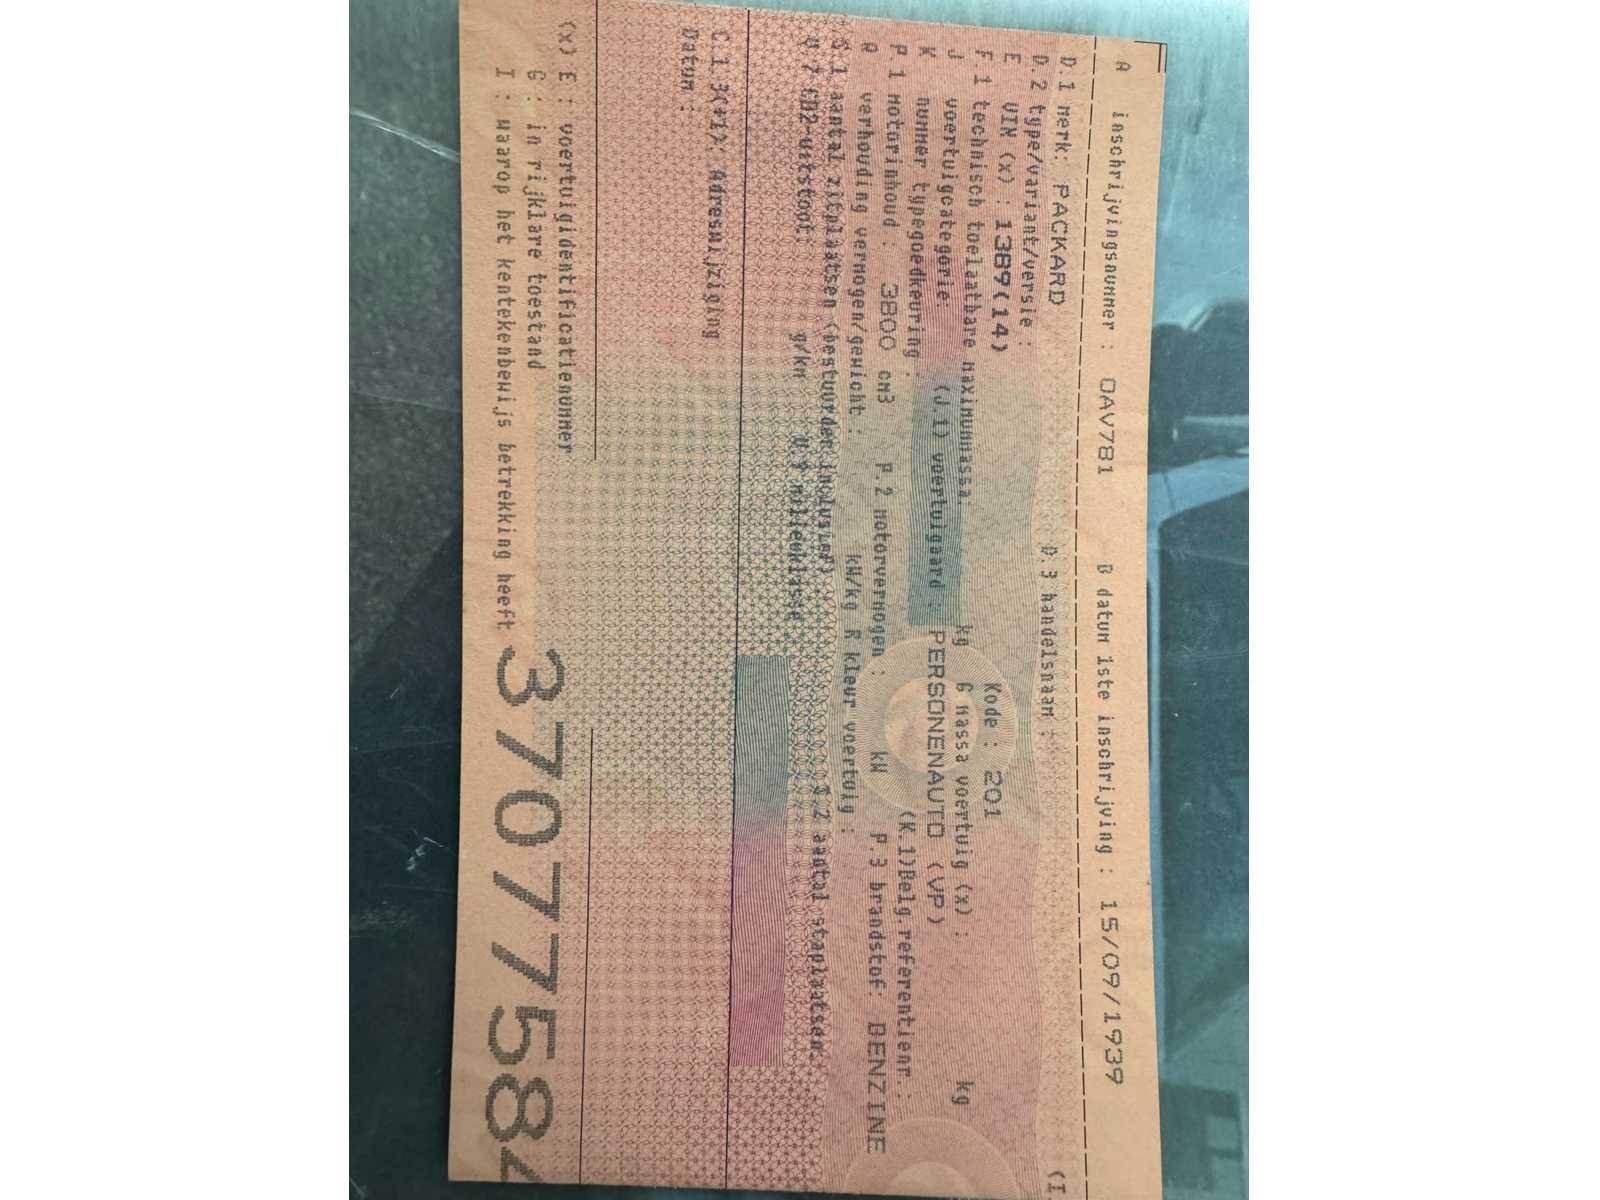 A inschrijvingsnummer : OAV781 B datum 1ste inschrijving : 15/09/1939
D.1 merk: PACKARD (I
D.2 type/variant/versie : D.3 handelsnaam :
E VIN (x) : 1389(14) Kode : 201
F.1 technisch toelaatbare maximummassa: kg G massa voertuig (x) : kg
J voertuigcategorie: (J.1) voertuigaard : PERSONENAUTO (VP)
K nummer typegoedkeuring : (K.1)Belg.referentienr.:
P.1 motorinhoud : 3800 cm3 P.2 motorvermogen : kW P.3 brandstof: BENZINE
Q verhouding vermogen/gewicht : kW/kg R kleur voertuig :
S.1 aantal zitplaatsen (bestuurder inclusief) S.2 aantal staplaatsen:
V.7 CO2-uitstoot: g/km V.9 milieuklasse
C.1.3(+1). Adreswijziging
Datum :
(x) E : voertuigidentificatienummer
G : in rijklare toestand
I : waarop het kentekenbewijs betrekking heeft 37077584